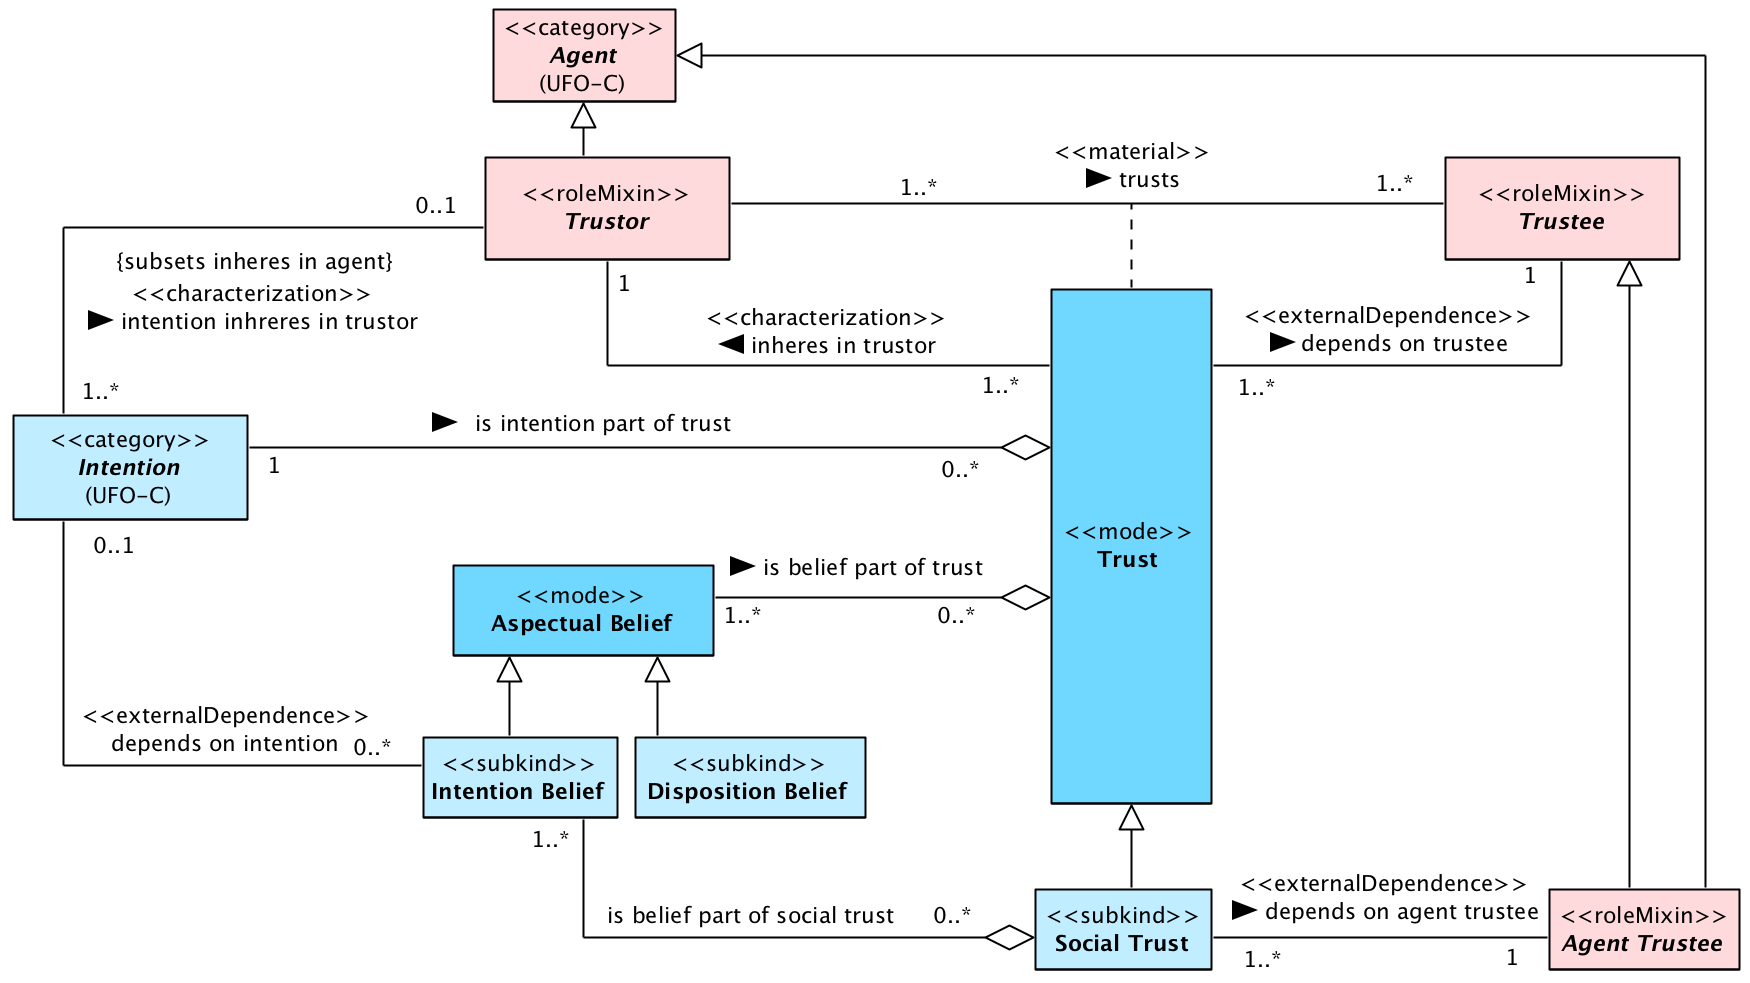 <<category>>
Agent
(UFO-C)
<<material>>
trusts
1..*
1..*
<<roleMixin>>
Trustor
<<roleMixin>>
Trustee
0..1
{subsets inheres in agent}
<<characterization>>
intention inhreres in trustor
1
1
<<characterization>>
inheres in trustor
<<externalDependence>>
depends on trustee
1..*
1..*
1..*
<<category>>
Intention
(UFO-C)
is intention part of trust
1
0..*
0..1
<<mode>>
Trust
is belief part of trust
<<mode>>
Aspectual Belief
1..*
0..*
<<externalDependence>>
depends on intention
0..*
<<subkind>>
Intention Belief
<<subkind>>
Disposition Belief
1..*
is belief part of social trust
0..*
<<subkind>>
Social Trust
<<externalDependence>>
depends on agent trustee
1..*
1
<<roleMixin>>
Agent Trustee